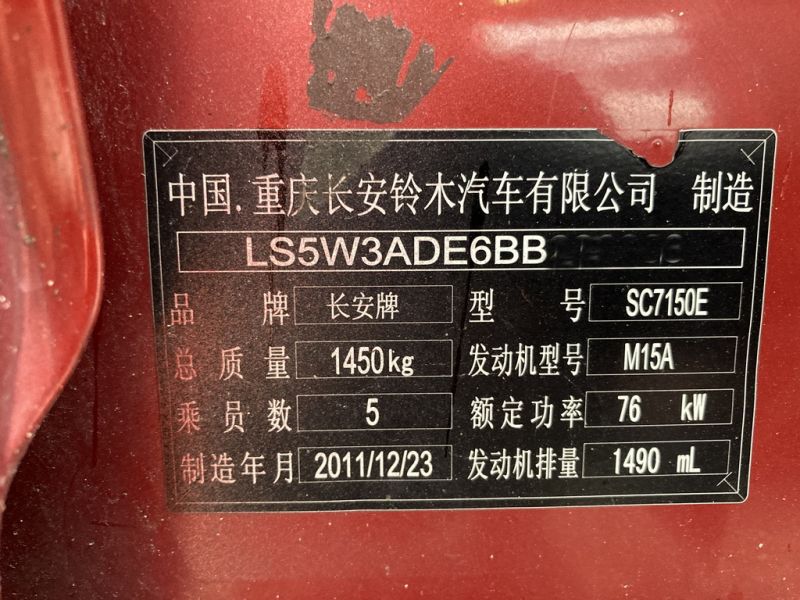 中国.重庆长安铃木汽车有限公司 制造
LS5W3ADE6BB
品牌 长安牌 型号 SC7150E
总质量 1450kg 发动机型号 M15A
乘员数 5 额定功率 76 kW
制造年月 2011/12/23 发动机排量 1490 mL